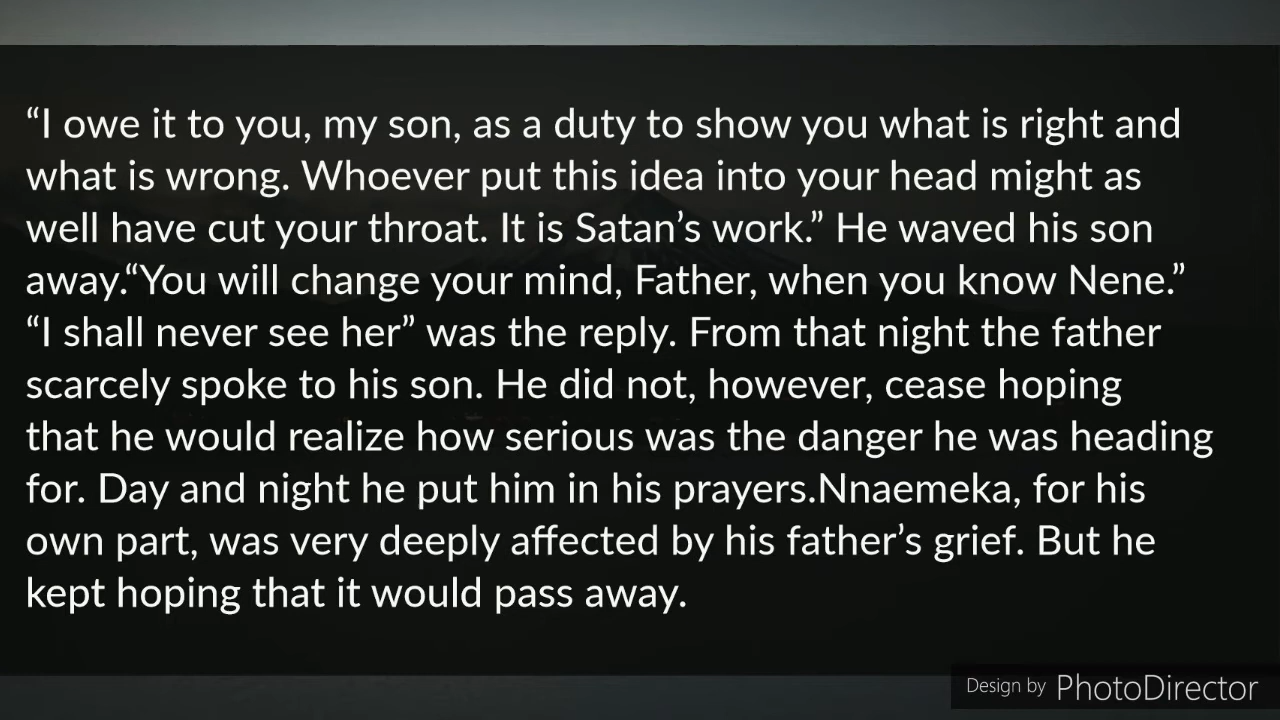 “I owe it to you, my son, as a duty to show you what is right and
what is wrong. Whoever put this idea into your head might as
well have cut your throat. It is Satan’s work.” He waved his son
away.“You will change your mind, Father, when you know Nene.”
“I shall never see her” was the reply. From that night the father
scarcely spoke to his son. He did not, however, cease hoping
that he would realize how serious was the danger he was heading
for. Day and night he put him in his prayers.Nnaemeka, for his
own part, was very deeply affected by his father’s grief. But he
kept hoping that it would pass away.
Design by PhotoDirector